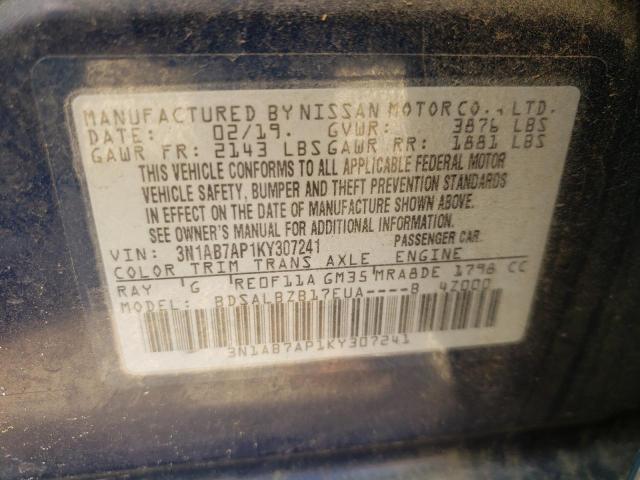 MANUFACTURED BY NISSAN MOTOR CO., LTD.
DATE: 02/19. GVWR: 3876 LBS
GAWR FR: 2143 LBS GAWR RR: 1881 LBS
THIS VEHICLE CONFORMS TO ALL APPLICABLE FEDERAL MOTOR
VEHICLE SAFETY, BUMPER AND THEFT PREVENTION STANDARDS
IN EFFECT ON THE DATE OF MANUFACTURE SHOWN ABOVE.
SEE OWNER'S MANUAL FOR ADDITIONAL INFORMATION.
VIN: 3N1AB7AP1KY307241 PASSENGER CAR
COLOR TRIM TRANS AXLE ENGINE
RAY G RE0F11A GM35 MRA8DE 1798 CC
MODEL: BDSALBZB17EUA----B 4Z000
3N1AB7AP1KY307241